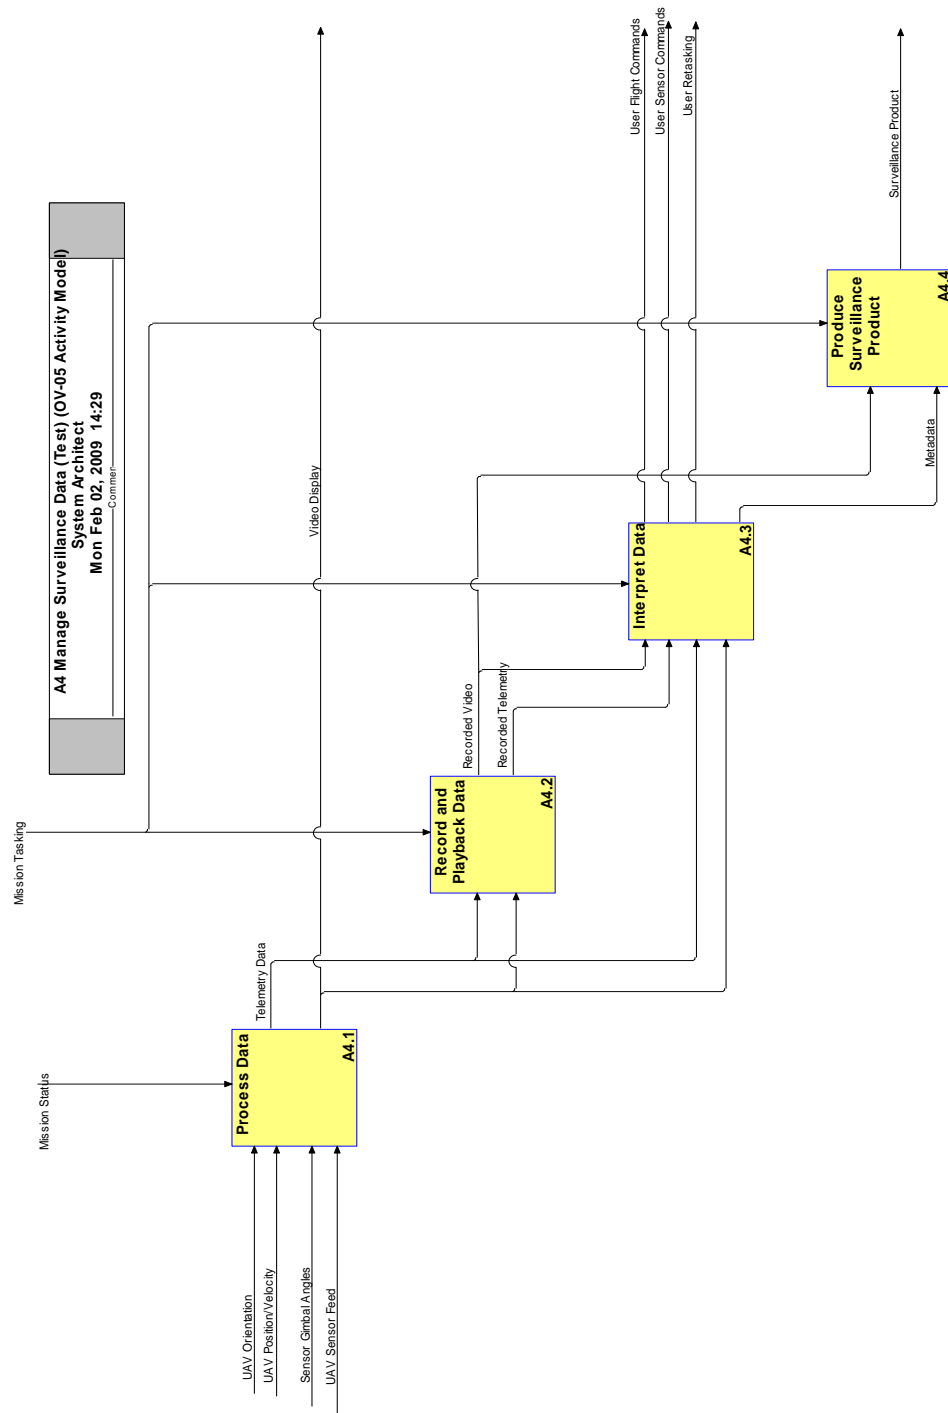 A4 Manage Surveillance Data (Test) (OV-05 Activity Model)
System Architect
Mon Feb 02, 2009 14:29
Commen
Mission Status
Mission Tasking
UAV Orientation
UAV Position/Velocity
Sensor Gimbal Angles
UAV Sensor Feed
Process Data
A4.1
Telemetry Data
Video Display
Record and
Playback Data
A4.2
Recorded Video
Recorded Telemetry
Interpret Data
A4.3
User Flight Commands
User Sensor Commands
User Retasking
Metadata
Produce
Surveillance
Product
A4.4
Surveillance Product